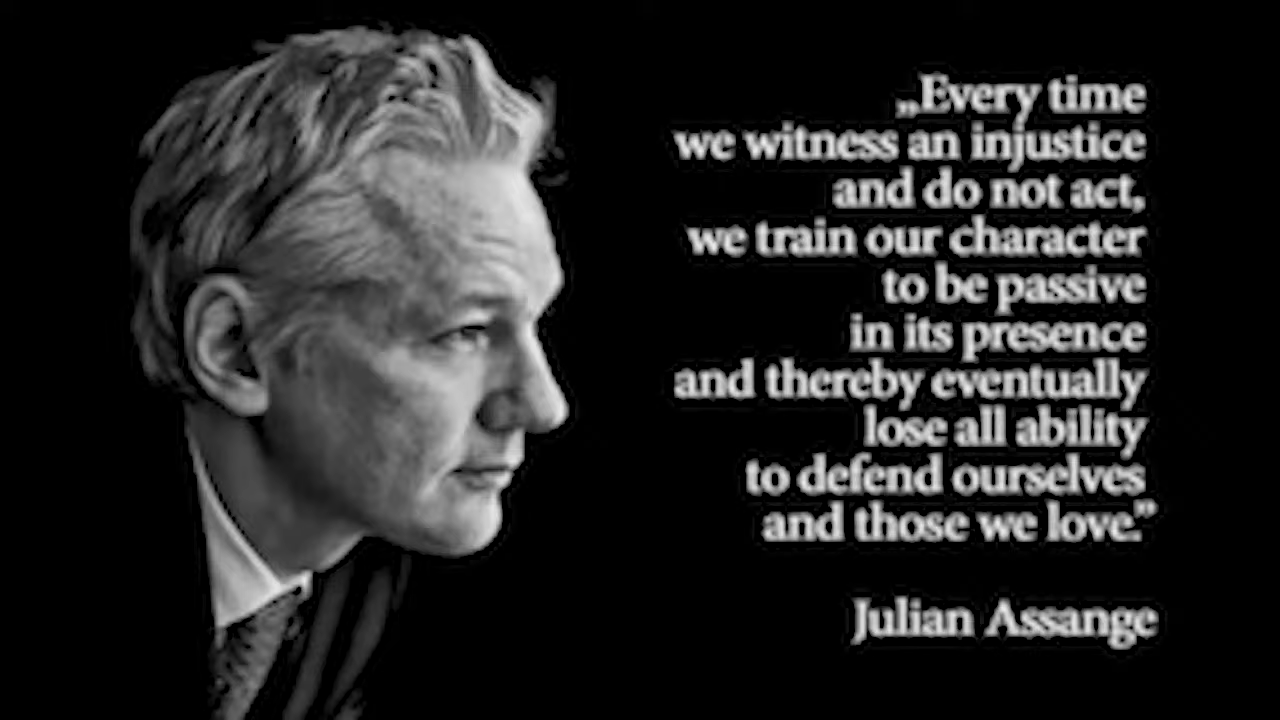 „Every time
we witness an injustice
and do not act,
we train our character
to be passive
in its presence
and thereby eventually
lose all ability
to defend ourselves
and those we love.”
Julian Assange